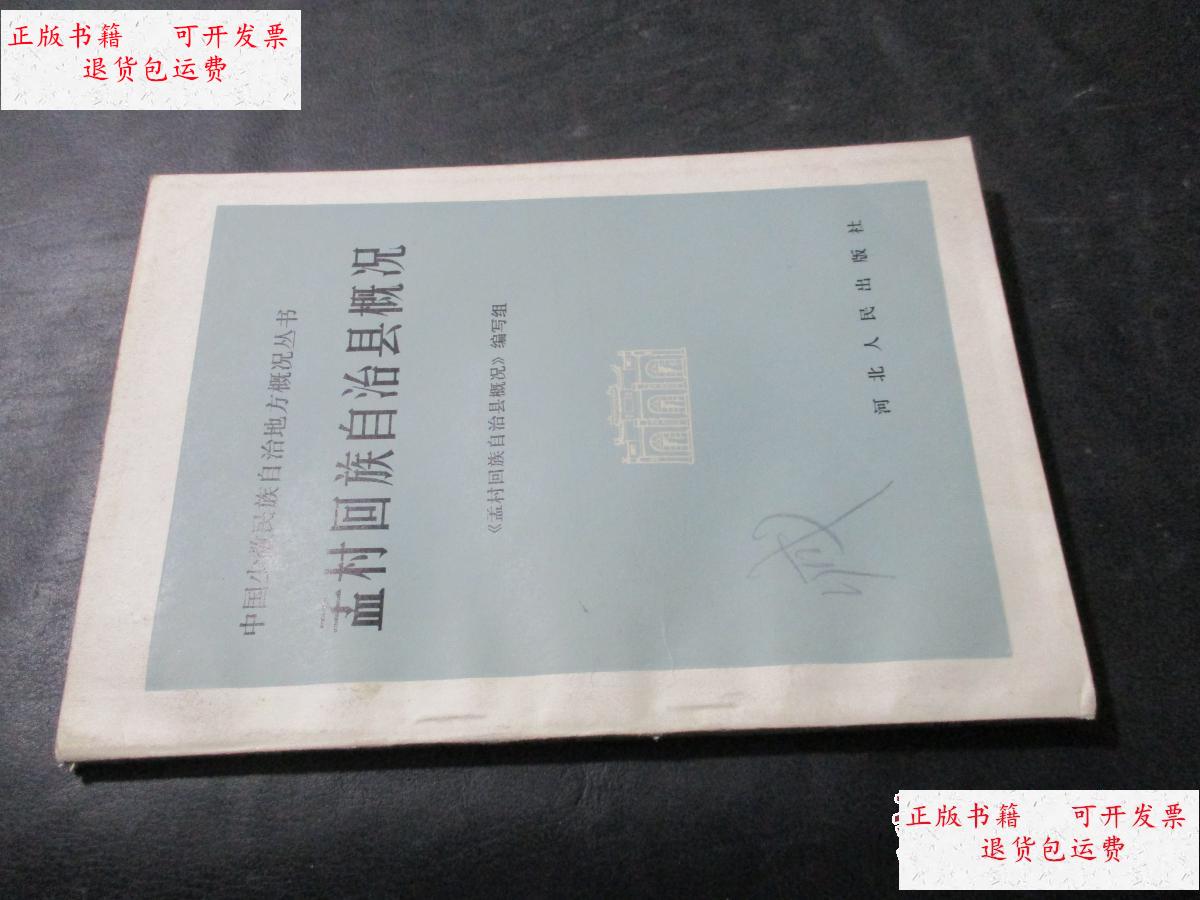 正版书籍 可开发票
退货包运费
中国少数民族自治地方概况丛书
孟村回族自治县概况
《孟村回族自治县概况》编写组
河北人民出版社
正版书籍 可开发票
退货包运费